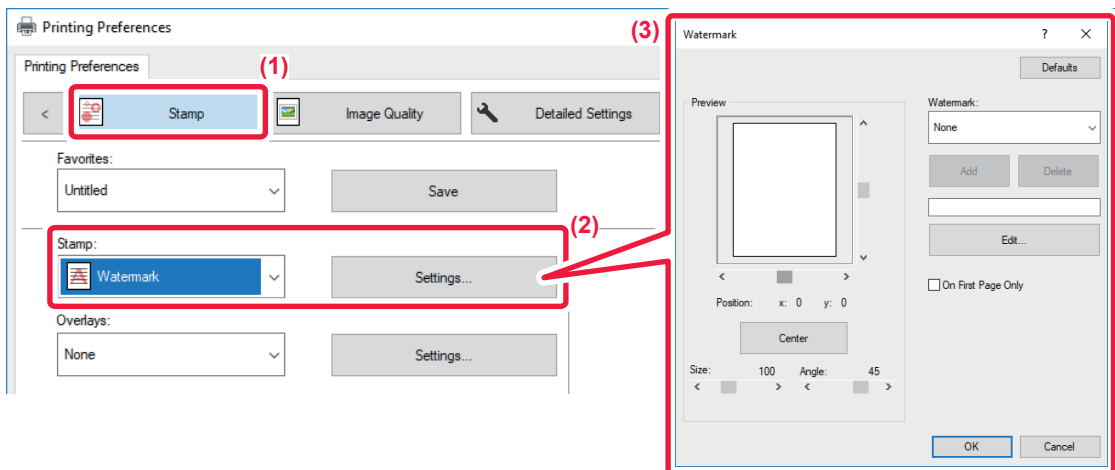 Printing Preferences
Printing Preferences
(1)
< Stamp Image Quality Detailed Settings
Favorites:
Untitled Save
(2)
Stamp:
Watermark Settings...
Overlays:
None Settings...
(3)
Watermark ? ×
Defaults
Preview
Watermark:
None
Add Delete
Edit...
On First Page Only
Position: x: 0 y: 0
Center
Size: 100 Angle: 45
< > < >
OK Cancel